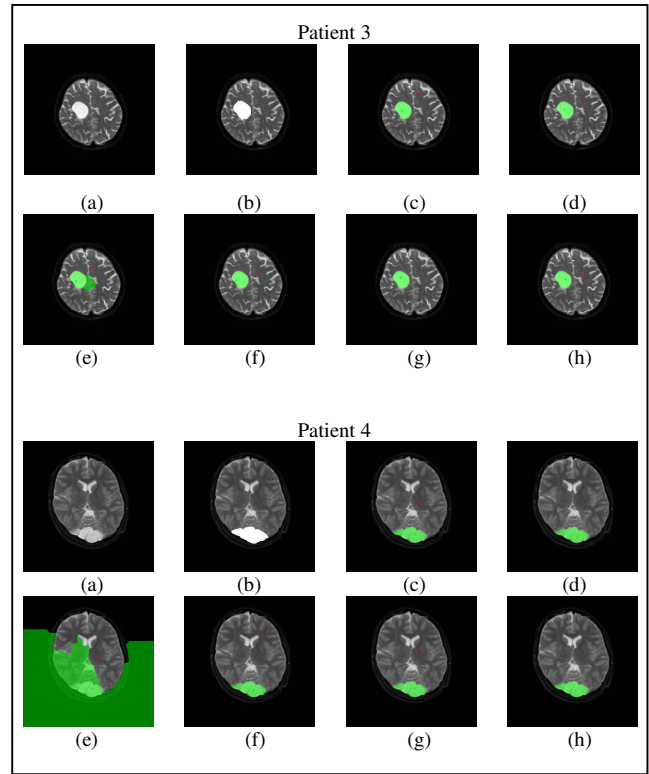 Patient 3
(a) (b) (c) (d)
(e) (f) (g) (h)
Patient 4
(a) (b) (c) (d)
(e) (f) (g) (h)